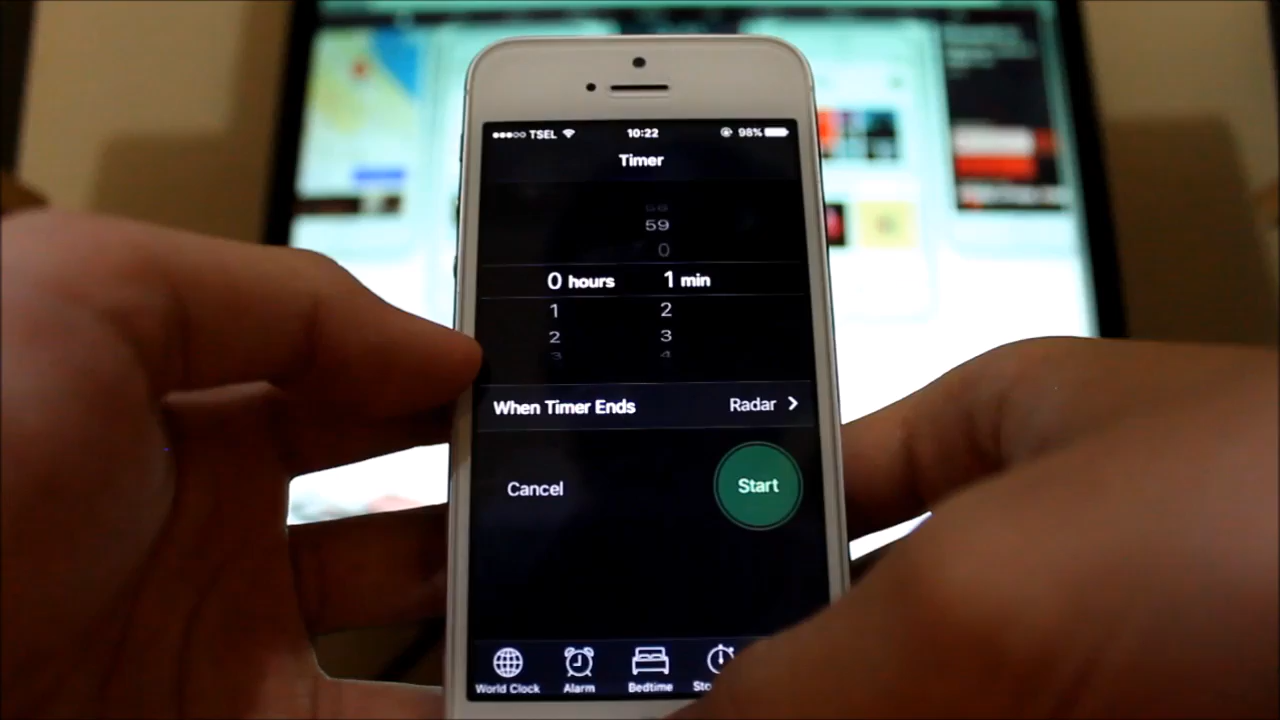 TSEL 10:22 98%
Timer
59
0
0 hours 1 min
1 2
2 3
3 4
When Timer Ends Radar
Cancel Start
World Clock Alarm Bedtime